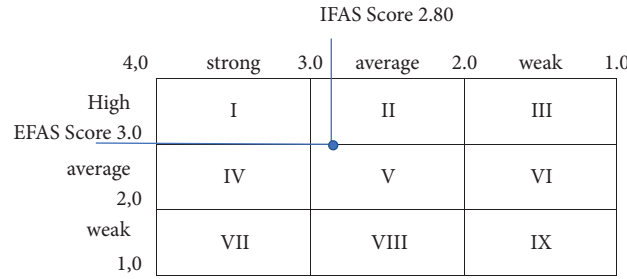 IFAS Score 2.80
4,0 strong 3.0 average 2.0 weak 1.0
High
I II III
EFAS Score 3.0
average
IV V VI
2,0
weak
VII VIII IX
1,0